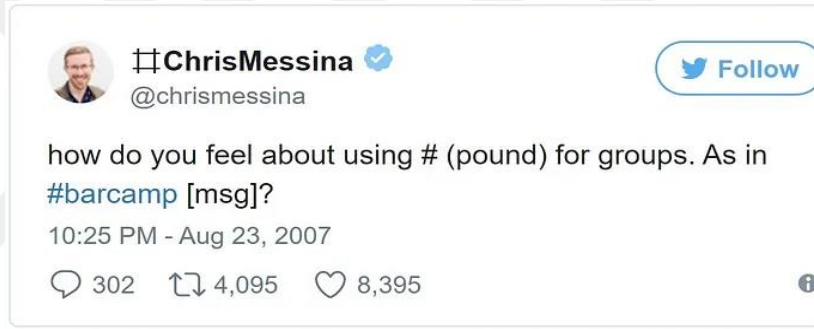 #ChrisMessina
@chrismessina
Follow
how do you feel about using # (pound) for groups. As in
#barcamp [msg]?
10:25 PM - Aug 23, 2007
302 4,095 8,395